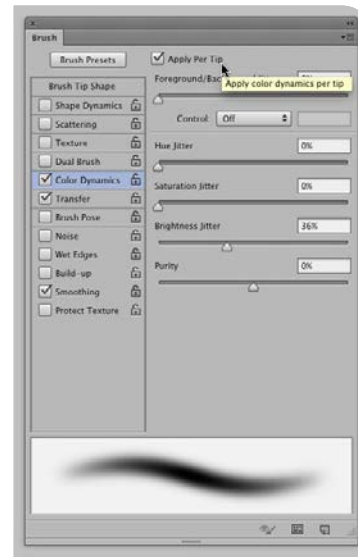 Brush
Brush Presets
Apply Per Tip
Brush Tip Shape
Foreground/Bac
Apply color dynamics per tip
Shape Dynamics
Scattering
Control: Off
Texture
Hue Jitter 0%
Dual Brush
Color Dynamics
Saturation Jitter 0%
Transfer
Brush Pose
Brightness Jitter 36%
Noise
Wet Edges
Build-up
Purity 0%
Smoothing
Protect Texture